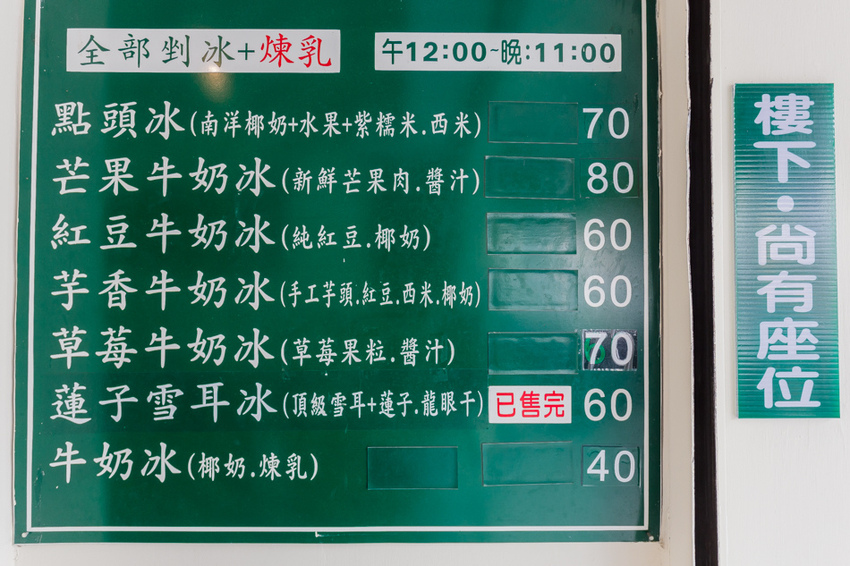 全部剉冰+煉乳
午12:00~晚:11:00
點頭冰(南洋椰奶+水果+紫糯米.西米) 70
芒果牛奶冰(新鮮芒果肉.醬汁) 80
紅豆牛奶冰(純紅豆.椰奶) 60
芋香牛奶冰(手工芋頭.紅豆.西米.椰奶) 60
草莓牛奶冰(草莓果粒.醬汁) 70
蓮子雪耳冰(頂級雪耳+蓮子.龍眼干) 已售完 60
牛奶冰(椰奶.煉乳) 40
樓下・尚有座位